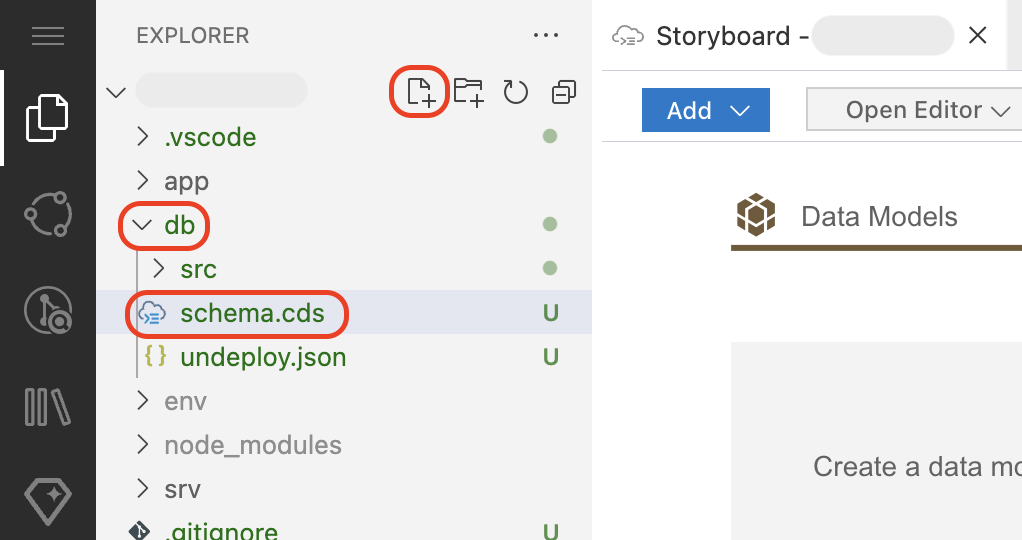 EXPLORER
.vscode
app
db
src
schema.cds U
{ } undeploy.json U
env
node_modules
srv
.gitignore U
Storyboard -
Add
Open Editor
Data Models
Create a data mo